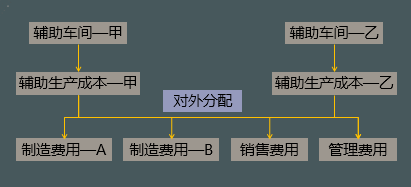 辅助车间—甲
辅助车间—乙
辅助生产成本—甲
辅助生产成本—乙
对外分配
制造费用—A
制造费用—B
销售费用
管理费用